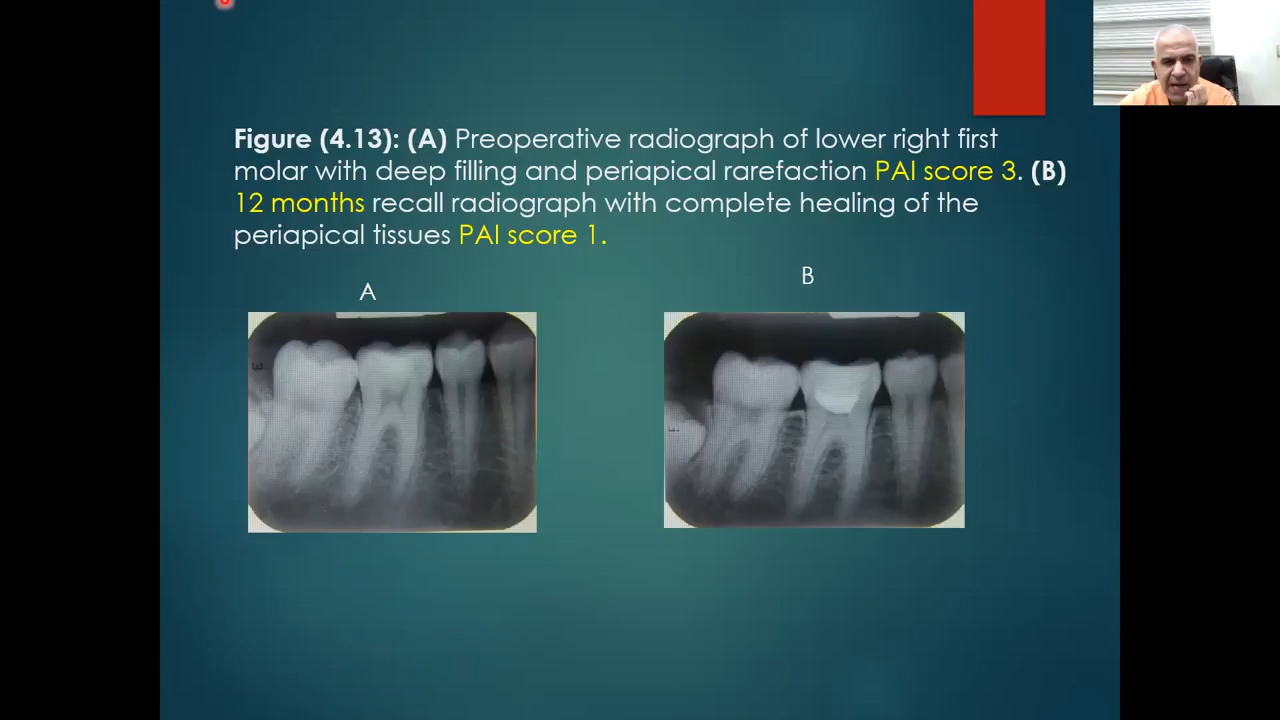 Figure (4.13): (A) Preoperative radiograph of lower right first
molar with deep filling and periapical rarefaction PAI score 3. (B)
12 months recall radiograph with complete healing of the
periapical tissues PAI score 1.
A
B
E